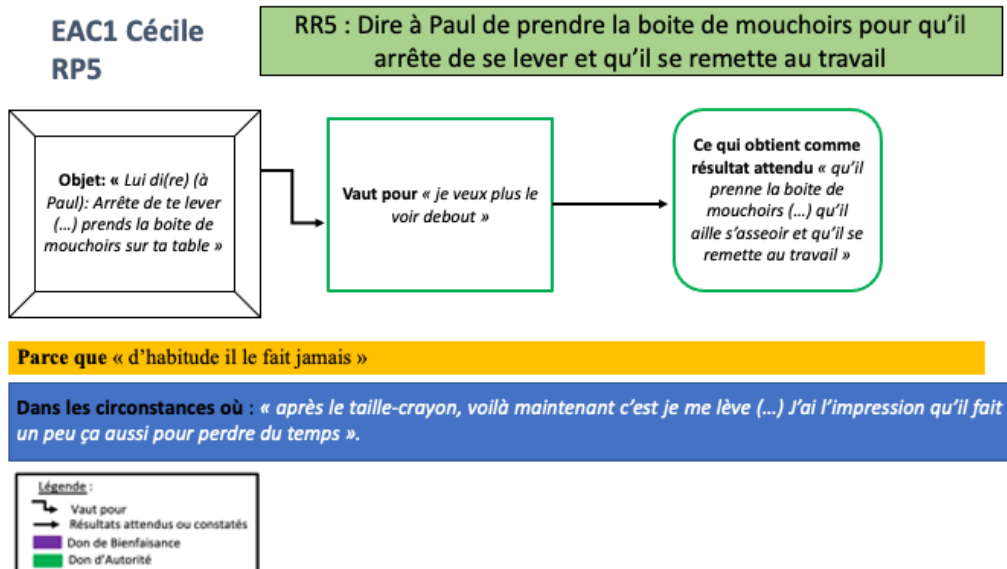 EAC1 Cécile
RP5
RR5 : Dire à Paul de prendre la boite de mouchoirs pour qu'il
arrête de se lever et qu'il se remette au travail
Objet: « Lui di(re) (à
Paul): Arrête de te lever
(…) prends la boite de
mouchoirs sur ta table »
Vaut pour « je veux plus le
voir debout »
Ce qui obtient comme
résultat attendu « qu'il
prenne la boite de
mouchoirs (…) qu'il
aille s'asseoir et qu'il se
remette au travail »
Parce que « d'habitude il le fait jamais »
Dans les circonstances où : « après le taille-crayon, voilà maintenant c'est je me lève (…) J'ai l'impression qu'il fait
un peu ça aussi pour perdre du temps ».
Légende :
Vaut pour
Résultats attendus ou constatés
Don de Bienfaisance
Don d'Autorité